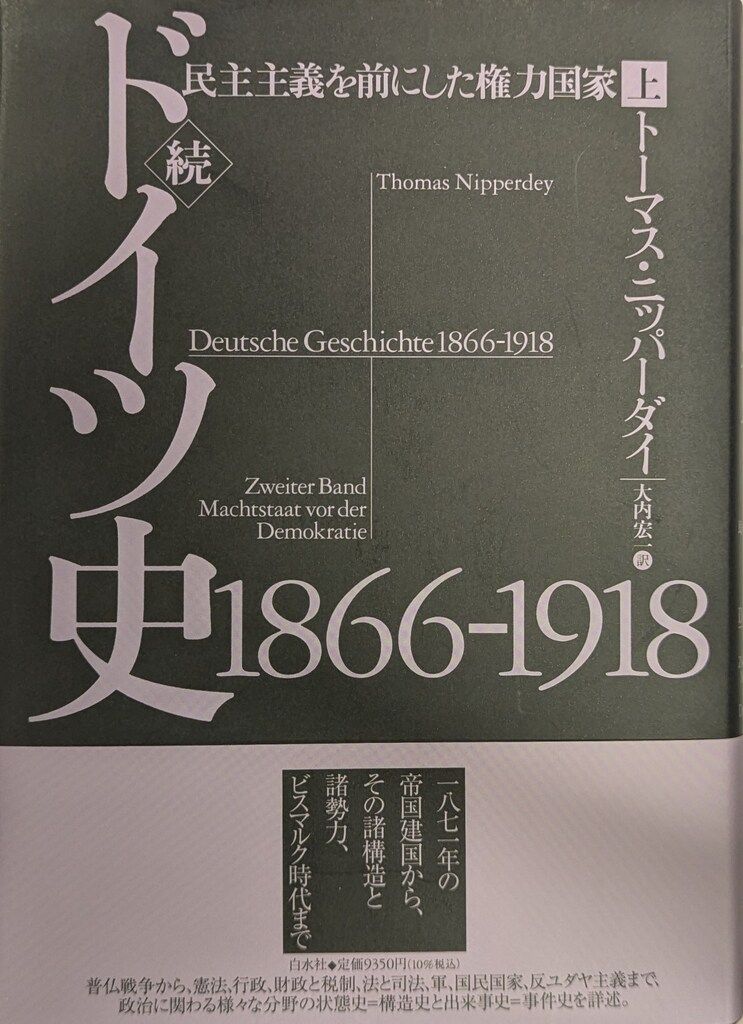 ドイツ史 1866-1918
続
民主主義を前にした権力国家 上
トーマス・ニッパーダイ
大内宏一 訳
Thomas Nipperdey
Deutsche Geschichte 1866-1918
Zweiter Band
Machtstaat vor der
Demokratie
一八七一年の
帝国建国から、
その諸構造と
諸勢力、
ビスマルク時代まで
白水社◆定価9350円(10%税込)
普仏戦争から、憲法、行政、財政と税制、法と司法、軍、国民国家、反ユダヤ主義まで、
政治に関わる様々な分野の状態史=構造史と出来事史=事件史を詳述。